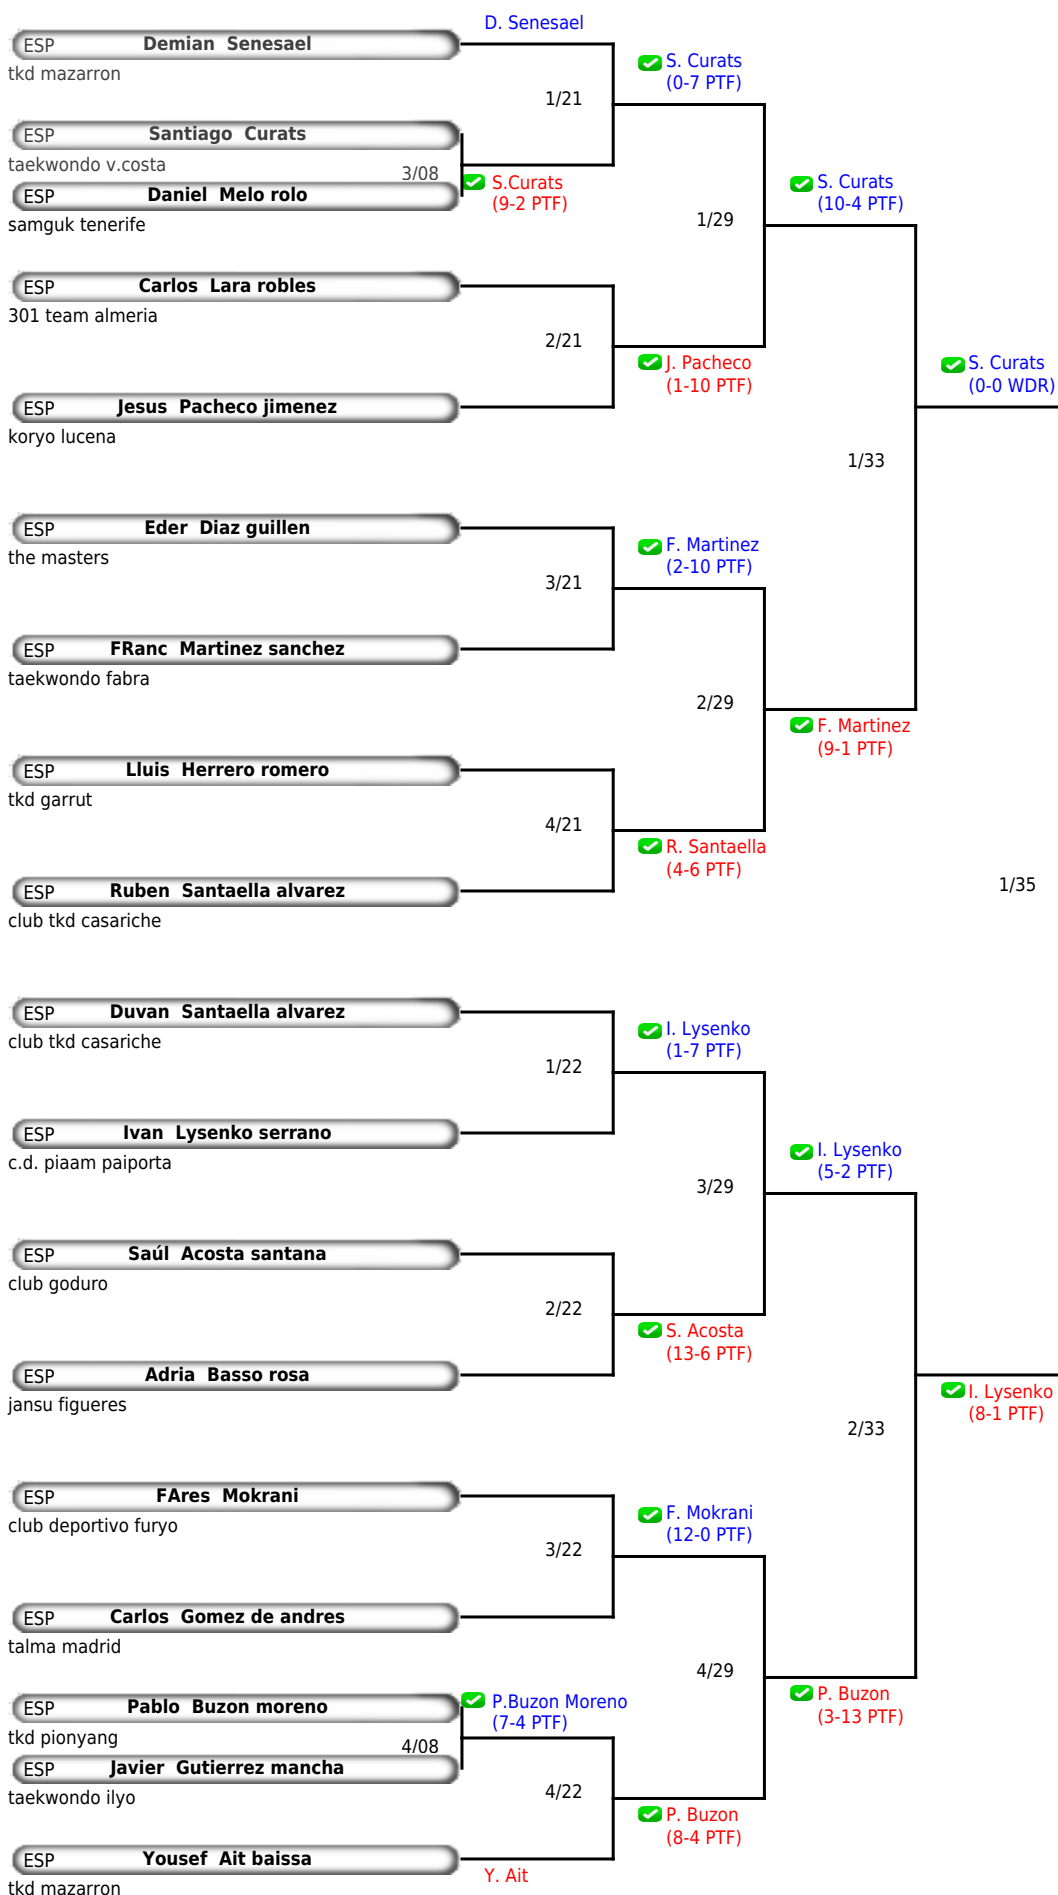 D. Senesael
ESP Demian Senesael
tkd mazarron
S. Curats
(0-7 PTF)
1/21
ESP Santiago Curats
taekwondo v.costa
3/08
S.Curats
(9-2 PTF)
ESP Daniel Melo rolo
samguk tenerife
S. Curats
(10-4 PTF)
1/29
ESP Carlos Lara robles
301 team almeria
2/21
J. Pacheco
(1-10 PTF)
S. Curats
(0-0 WDR)
ESP Jesus Pacheco jimenez
koryo lucena
1/33
ESP Eder Diaz guillen
the masters
F. Martinez
(2-10 PTF)
3/21
ESP FRanc Martinez sanchez
taekwondo fabra
2/29
F. Martinez
(9-1 PTF)
ESP Lluis Herrero romero
tkd garrut
4/21
R. Santaella
(4-6 PTF)
ESP Ruben Santaella alvarez
club tkd casariche
1/35
ESP Duvan Santaella alvarez
club tkd casariche
I. Lysenko
(1-7 PTF)
1/22
ESP Ivan Lysenko serrano
c.d. piaam paiporta
I. Lysenko
(5-2 PTF)
3/29
ESP Saúl Acosta santana
club goduro
2/22
S. Acosta
(13-6 PTF)
ESP Adria Basso rosa
jansu figueres
I. Lysenko
(8-1 PTF)
2/33
ESP FAres Mokrani
club deportivo furyo
F. Mokrani
(12-0 PTF)
3/22
ESP Carlos Gomez de andres
talma madrid
4/29
P. Buzon
(3-13 PTF)
ESP Pablo Buzon moreno
tkd pionyang
P.Buzon Moreno
(7-4 PTF)
4/08
ESP Javier Gutierrez mancha
taekwondo ilyo
4/22
P. Buzon
(8-4 PTF)
ESP Yousef Ait baissa
tkd mazarron
Y. Ait